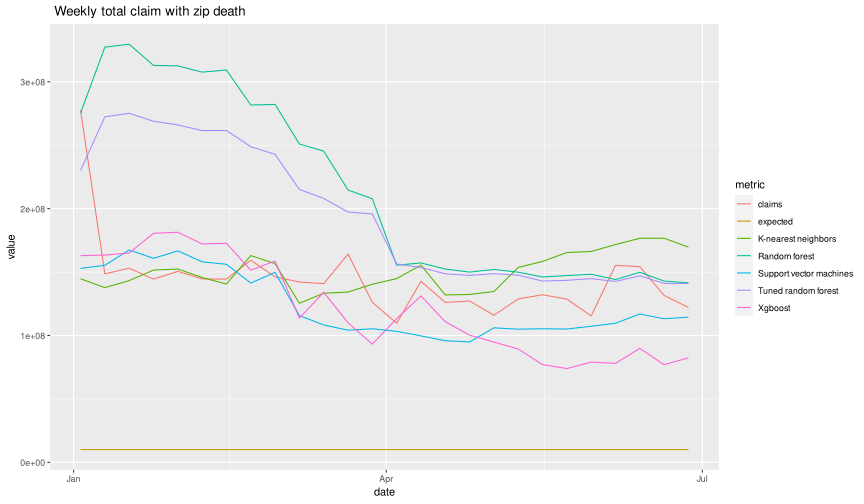 Weekly total claim with zip death
3e+08
2e+08
1e+08
0e+00
value
Jan
Apr
Jul
date
metric
claims
expected
K-nearest neighbors
Random forest
Support vector machines
Tuned random forest
Xgboost